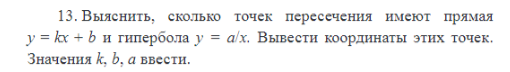 13. Выяснить, сколько точек пересечения имеют прямая
y = kx + b и гипербола y = a/x. Вывести координаты этих точек.
Значения k, b, a ввести.